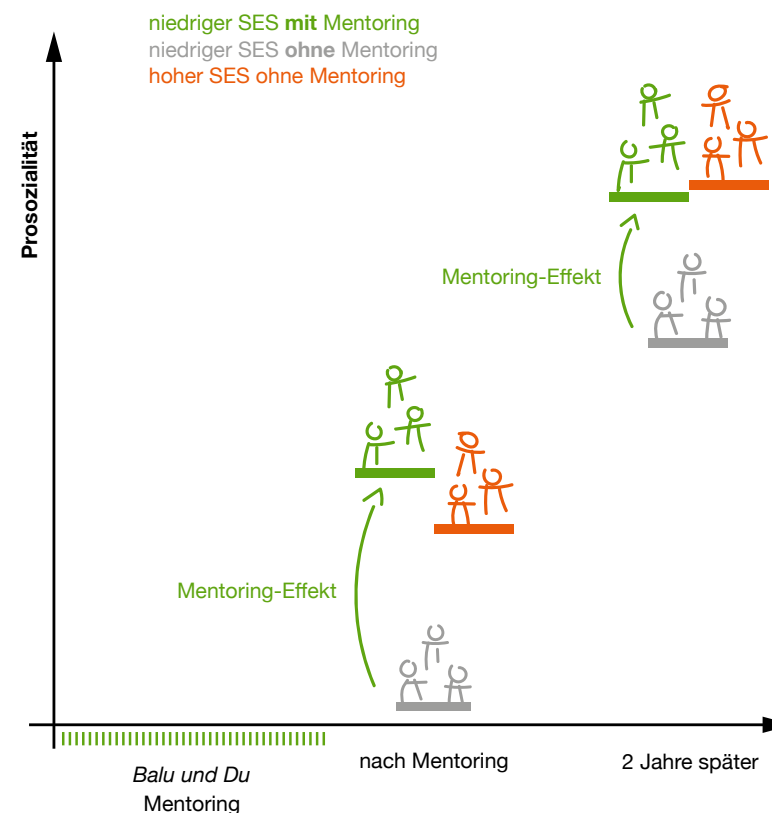 niedriger SES mit Mentoring
niedriger SES ohne Mentoring
hoher SES ohne Mentoring
Prosozialität
Mentoring-Effekt
Mentoring-Effekt
Balu und Du
Mentoring
nach Mentoring
2 Jahre später